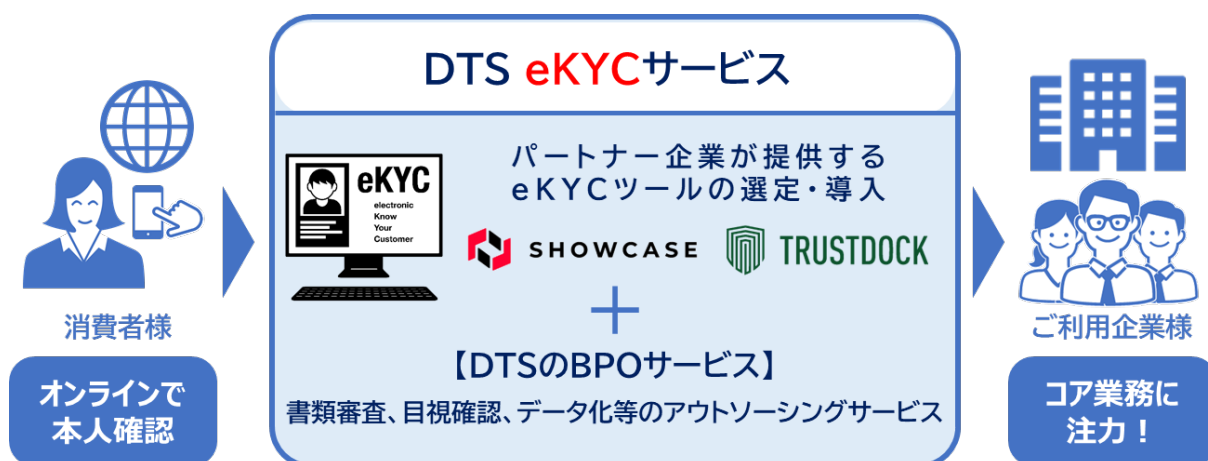 DTS eKYCサービス
eKYC
electronic
Know
Your
Customer
パートナー企業が提供する
eKYCツールの選定・導入
SHOWCASE
TRUSTDOCK
+
【DTSのBPOサービス】
書類審査、目視確認、データ化等のアウトソーシングサービス
消費者様
オンラインで
本人確認
ご利用企業様
コア業務に
注力！